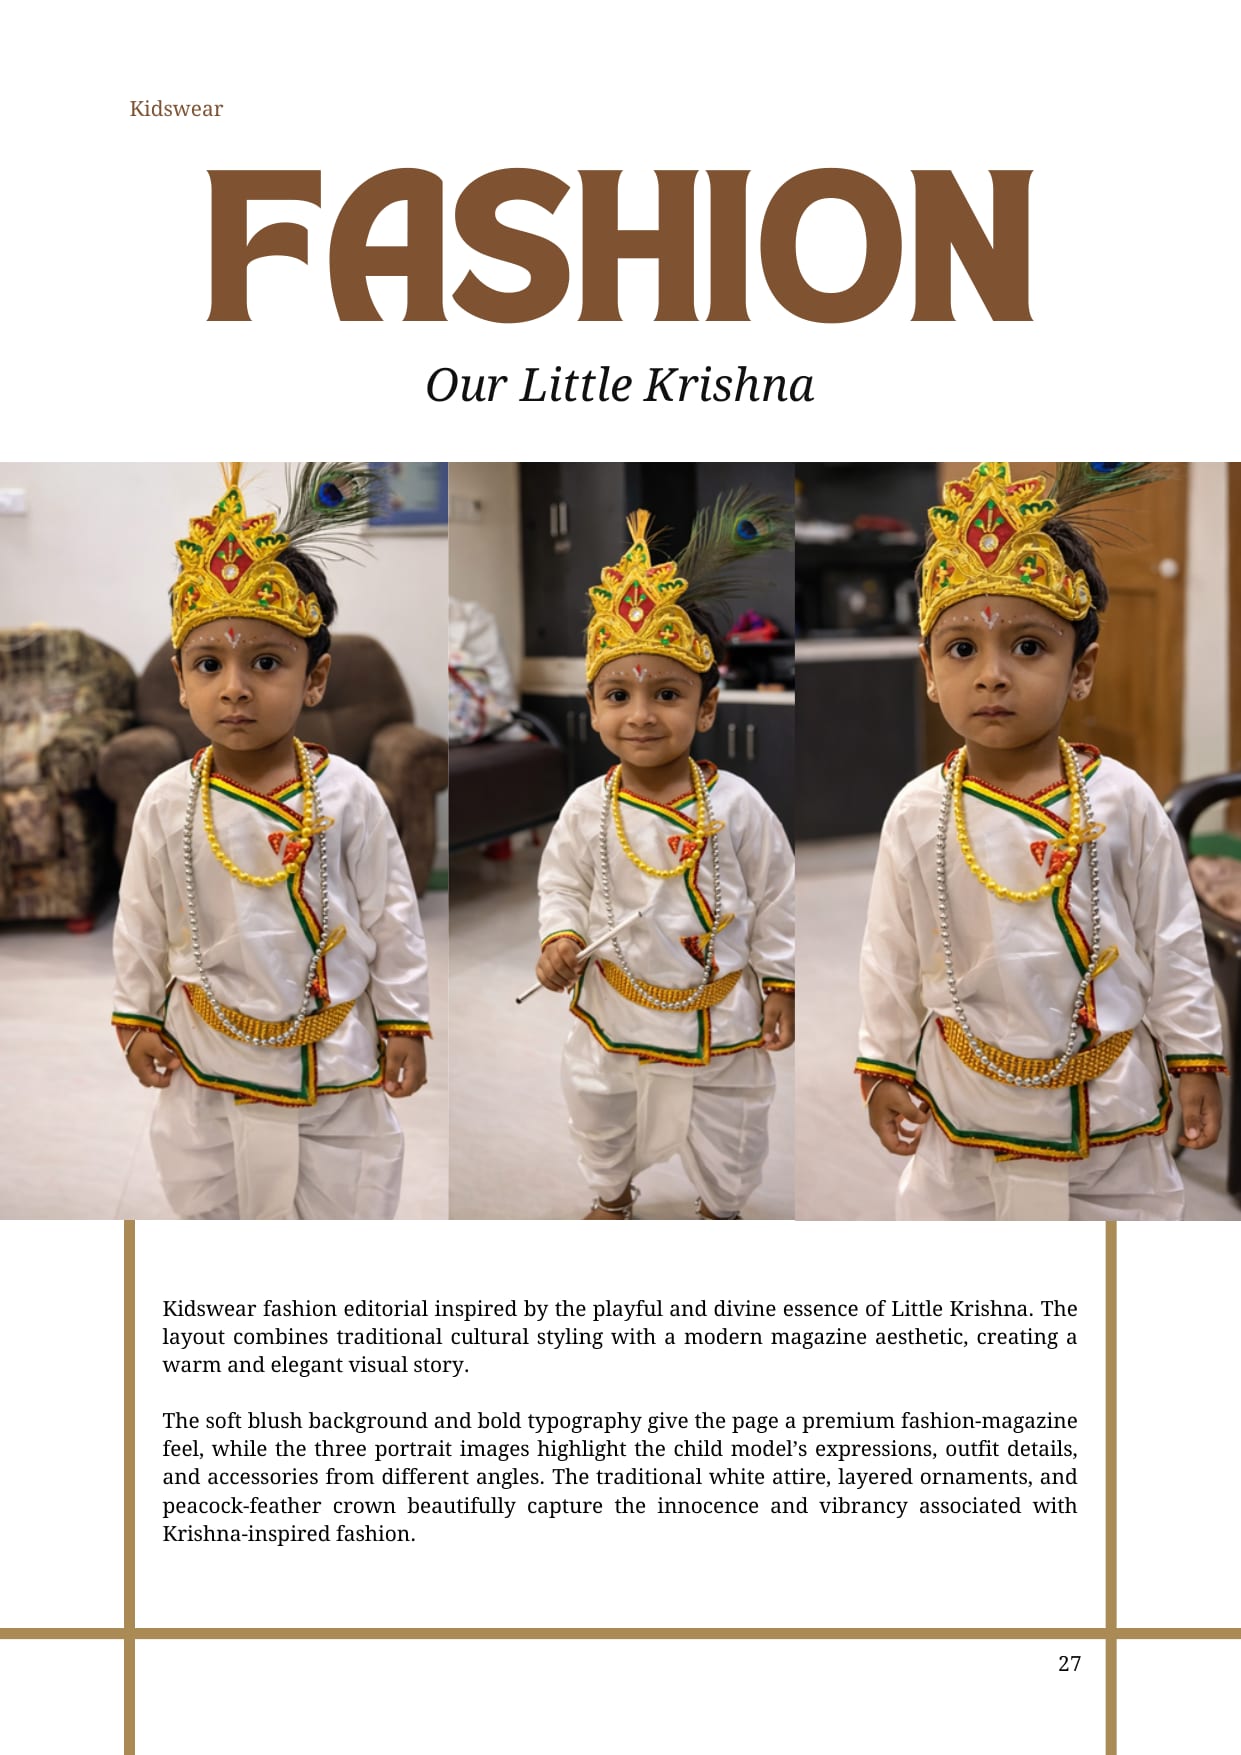 Kidswear
FASHION
Our Little Krishna
Kidswear fashion editorial inspired by the playful and divine essence of Little Krishna. The
layout combines traditional cultural styling with a modern magazine aesthetic, creating a
warm and elegant visual story.
The soft blush background and bold typography give the page a premium fashion-magazine
feel, while the three portrait images highlight the child model’s expressions, outfit details,
and accessories from different angles. The traditional white attire, layered ornaments, and
peacock-feather crown beautifully capture the innocence and vibrancy associated with
Krishna-inspired fashion.
27